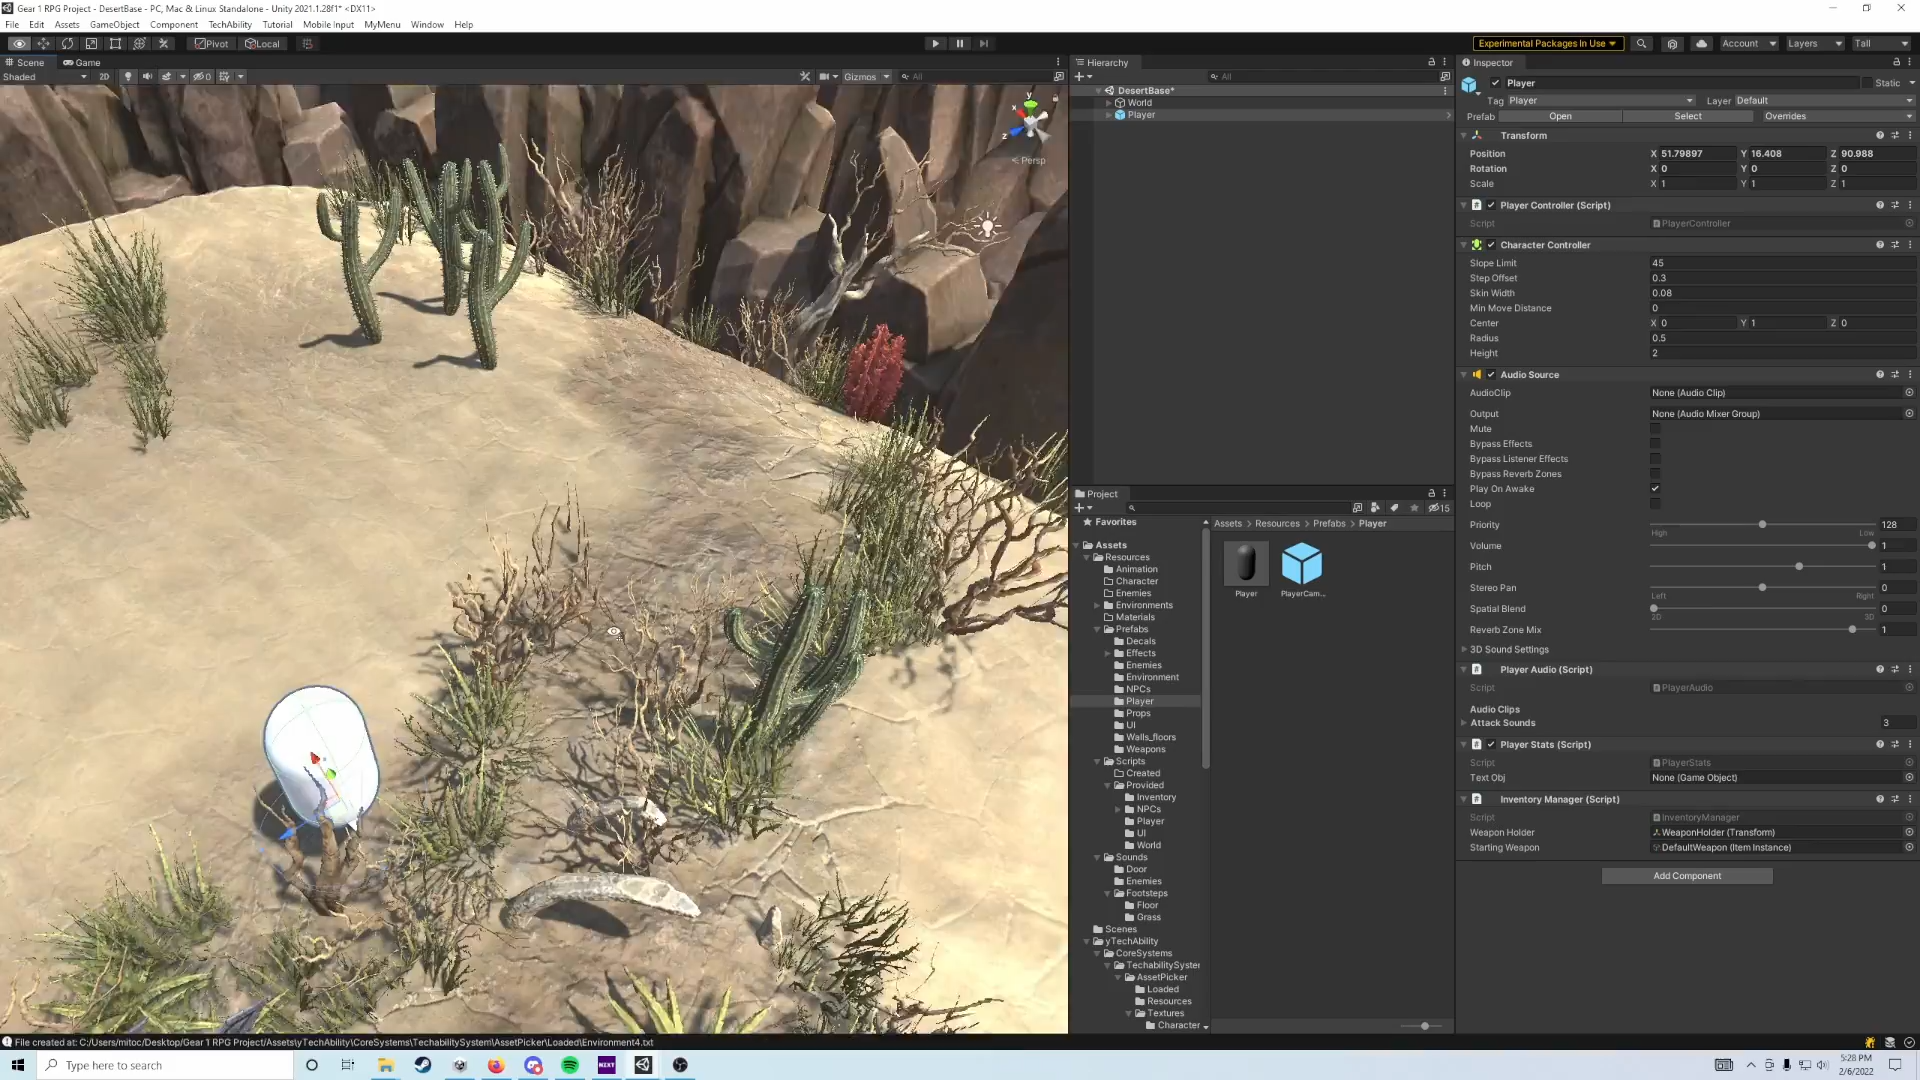 Gear 1 RPG Project - DesertBase - PC, Mac & Linux Standalone - Unity 2021.1.28f1* <DX11>
File Edit Assets GameObject Component TechAbility Tutorial Mobile Input MyMenu Window Help
Pivot Local
Experimental Packages In Use Account Layers Tall
Scene Game
Shaded 2D 0 Gizmos All
y
x
z
< Persp
Hierarchy
All
DesertBase*
World
Player
Project
15
Favorites
Assets
Resources
Animation
Character
Enemies
Environments
Materials
Prefabs
Decals
Effects
Enemies
Environment
NPCs
Player
Props
UI
Walls_floors
Weapons
Scripts
Created
Provided
Inventory
NPCs
Player
UI
World
Sounds
Door
Enemies
Footsteps
Floor
Grass
Scenes
yTechAbility
CoreSystems
TechabilitySyster
AssetPicker
Loaded
Resources
Textures
Character
Assets > Resources > Prefabs > Player
Player PlayerCam...
Inspector
Player Static
Tag Player Layer Default
Prefab Open Select Overrides
Transform
Position X 51.79897 Y 16.408 Z 90.988
Rotation X 0 Y 0 Z 0
Scale X 1 Y 1 Z 1
Player Controller (Script)
Script PlayerController
Character Controller
Slope Limit 45
Step Offset 0.3
Skin Width 0.08
Min Move Distance 0
Center X 0 Y 1 Z 0
Radius 0.5
Height 2
Audio Source
AudioClip None (Audio Clip)
Output None (Audio Mixer Group)
Mute
Bypass Effects
Bypass Listener Effects
Bypass Reverb Zones
Play On Awake
Loop
Priority 128
High Low
Volume 1
Pitch 1
Stereo Pan 0
Left Right
Spatial Blend 0
2D 3D
Reverb Zone Mix 1
3D Sound Settings
Player Audio (Script)
Script PlayerAudio
Audio Clips
Attack Sounds 3
Player Stats (Script)
Script PlayerStats
Text Obj None (Game Object)
Inventory Manager (Script)
Script InventoryManager
Weapon Holder WeaponHolder (Transform)
Starting Weapon DefaultWeapon (Item Instance)
Add Component
File created at: C:/Users/mitoc/Desktop/Gear 1 RPG Project/Assets\yTechAbility\CoreSystems\TechabilitySystem\AssetPicker\Loaded\Environment4.txt
Type here to search
NZXT
5:28 PM
2/6/2022